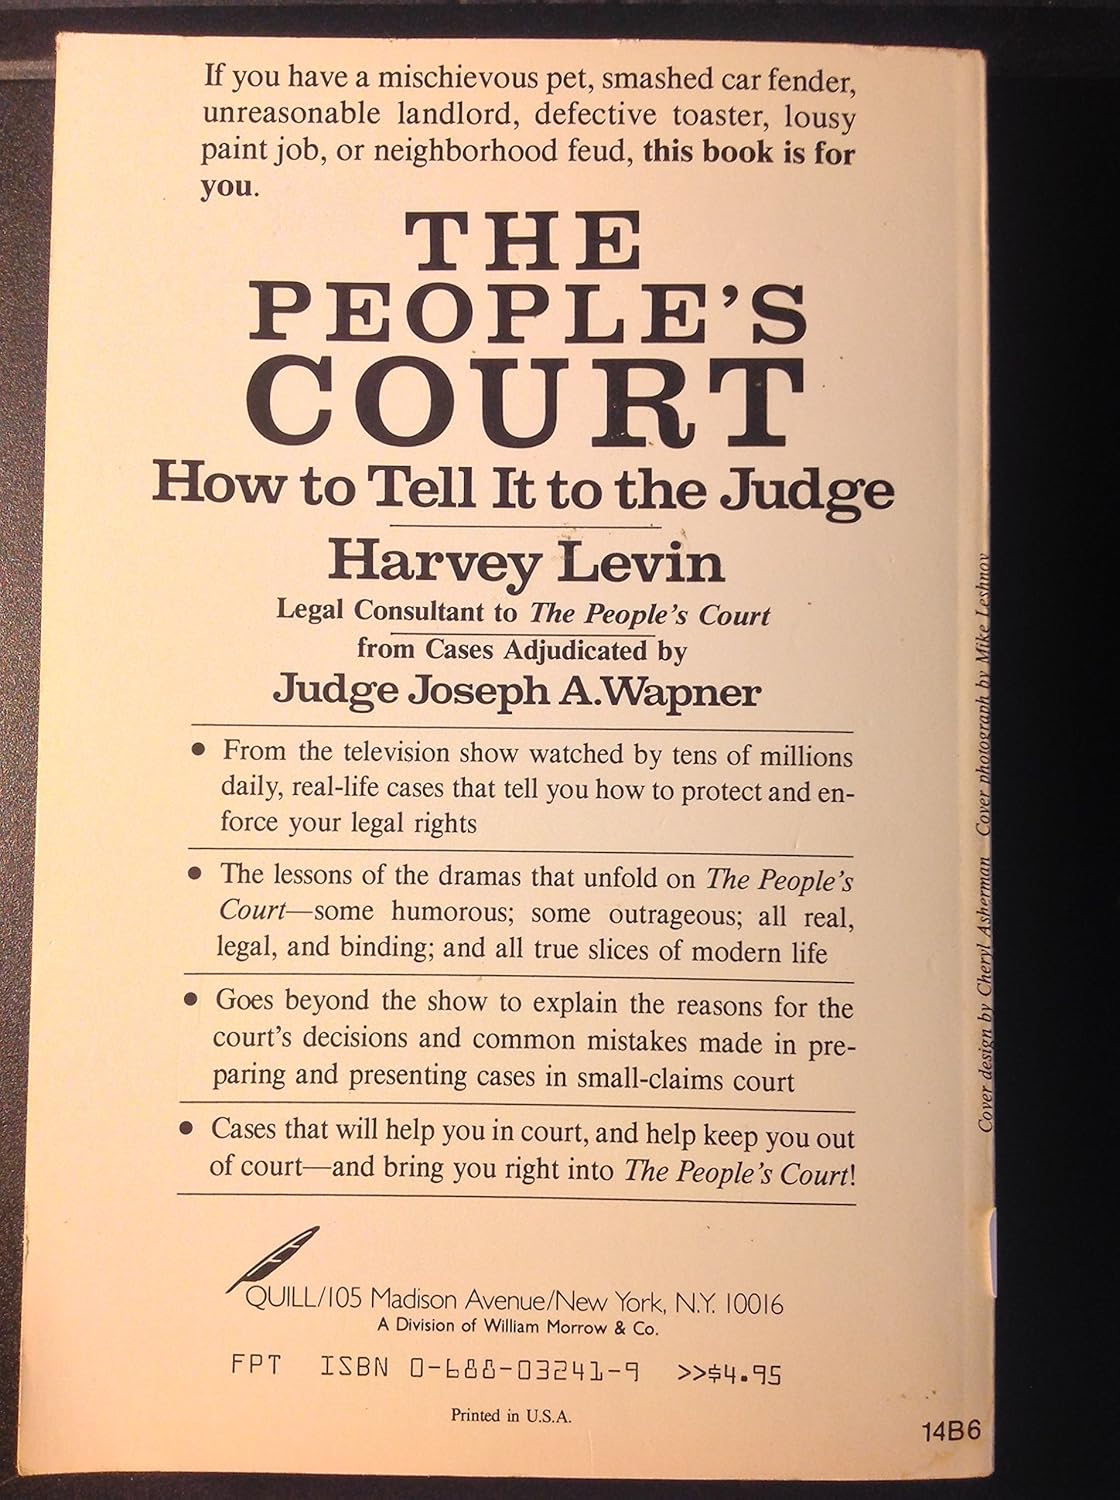 If you have a mischievous pet, smashed car fender,
unreasonable landlord, defective toaster, lousy
paint job, or neighborhood feud, this book is for
you.
THE
PEOPLE'S
COURT
How to Tell It to the Judge
Harvey Levin
Legal Consultant to The People's Court
from Cases Adjudicated by
Judge Joseph A.Wapner
• From the television show watched by tens of millions
daily, real-life cases that tell you how to protect and en-
force your legal rights
• The lessons of the dramas that unfold on The People's
Court—some humorous; some outrageous; all real,
legal, and binding; and all true slices of modern life
• Goes beyond the show to explain the reasons for the
court's decisions and common mistakes made in pre-
paring and presenting cases in small-claims court
• Cases that will help you in court, and help keep you out
of court—and bring you right into The People's Court!
QUILL/105 Madison Avenue/New York, N.Y. 10016
A Division of William Morrow & Co.
FPT ISBN 0-688-03241-9 >>$4.95
Printed in U.S.A.
14B6
Cover design by Cheryl Asherman Cover photograph by Mike Leshnov